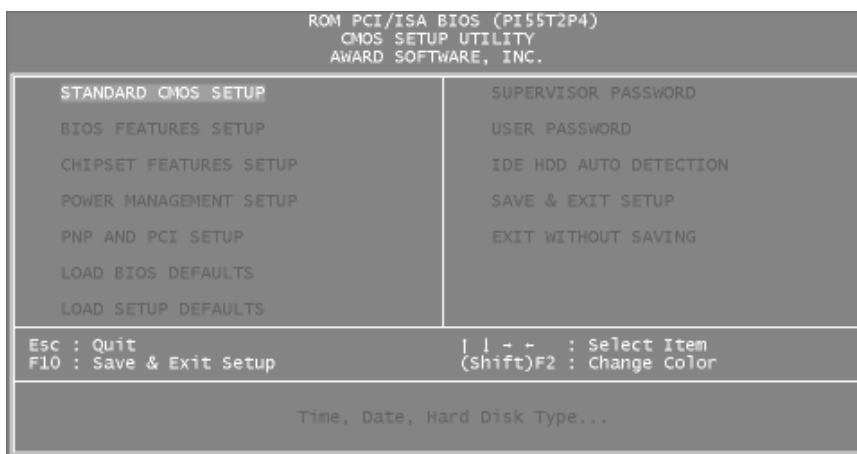 ROM PCI/ISA BIOS (PI55T2P4)
CMOS SETUP UTILITY
AWARD SOFTWARE, INC.
STANDARD CMOS SETUP
BIOS FEATURES SETUP
CHIPSET FEATURES SETUP
POWER MANAGEMENT SETUP
PNP AND PCI SETUP
LOAD BIOS DEFAULTS
LOAD SETUP DEFAULTS
SUPERVISOR PASSWORD
USER PASSWORD
IDE HDD AUTO DETECTION
SAVE & EXIT SETUP
EXIT WITHOUT SAVING
Esc : Quit
F10 : Save & Exit Setup
↑ ↓ → ← : Select Item
(Shift)F2 : Change Color
Time, Date, Hard Disk Type...